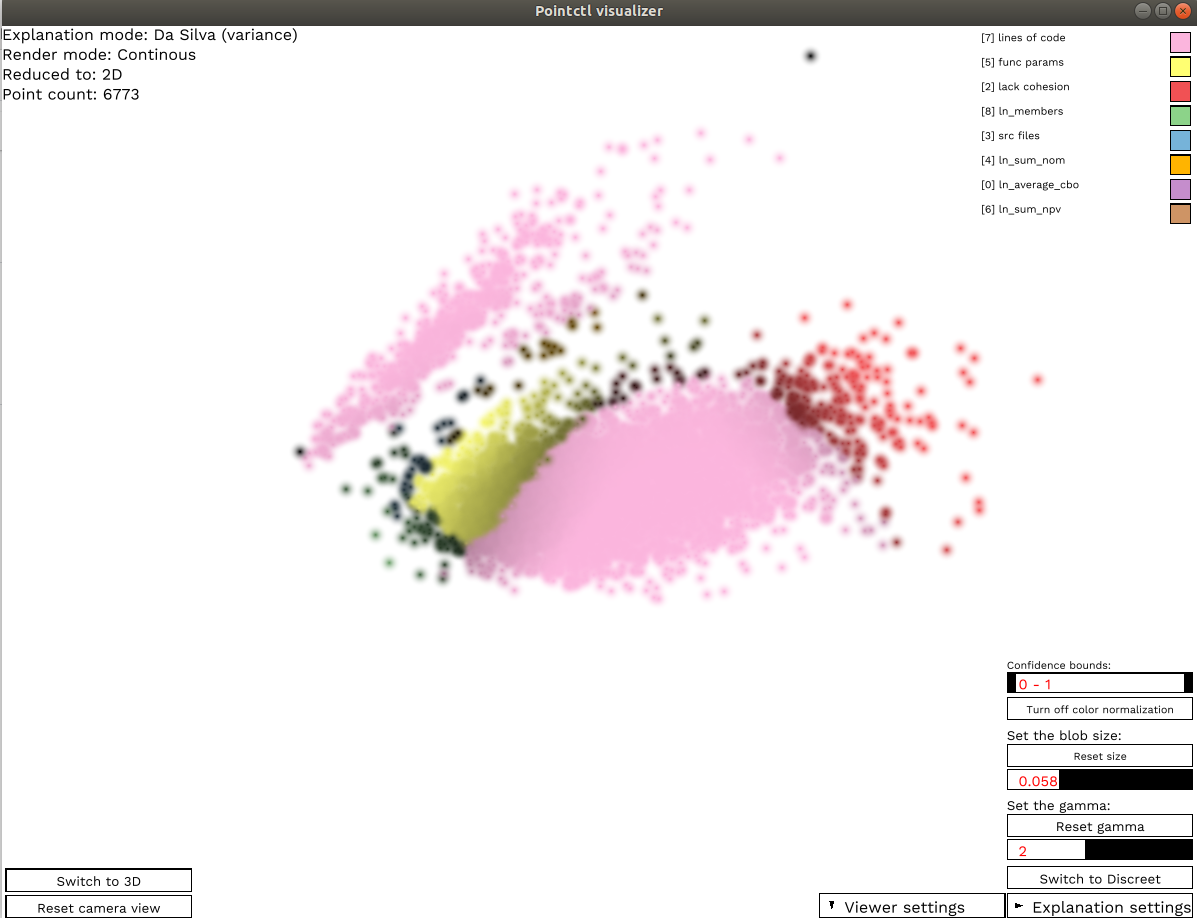 Pointctl visualizer
Explanation mode: Da Silva (variance)
Render mode: Continous
Reduced to: 2D
Point count: 6773
[7] lines of code
[5] func params
[2] lack cohesion
[8] ln_members
[3] src files
[4] ln_sum_nom
[0] ln_average_cbo
[6] ln_sum_npv
Confidence bounds:
0 - 1
Turn off color normalization
Set the blob size:
Reset size
0.058
Set the gamma:
Reset gamma
2
Switch to Discreet
Switch to 3D
Reset camera view
Viewer settings
Explanation settings